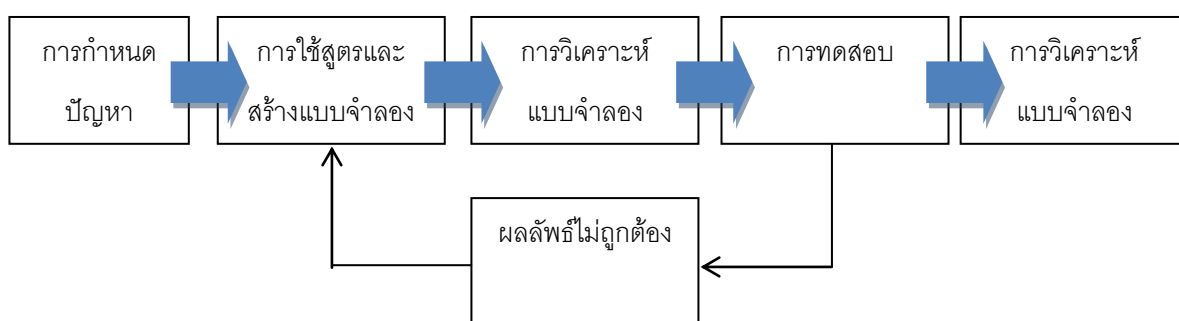 การกำหนด
ปัญหา
การใช้สูตรและ
สร้างแบบจำลอง
การวิเคราะห์
แบบจำลอง
การทดสอบ
การวิเคราะห์
แบบจำลอง
ผลลัพธ์ไม่ถูกต้อง